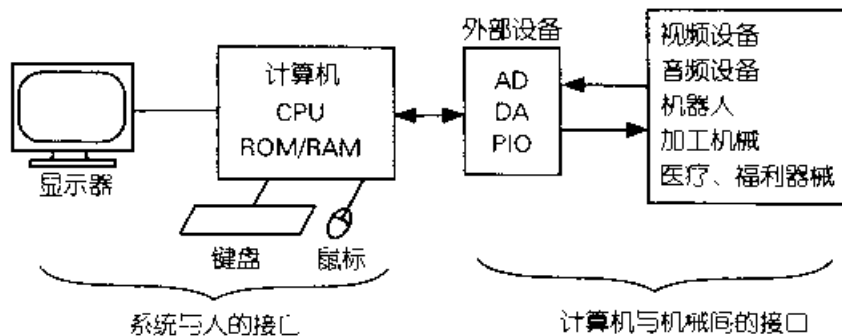 外部设备
视频设备
音频设备
机器人
加工机械
医疗、福利器械
计算机
CPU
ROM/RAM
AD
DA
PIO
显示器
键盘
鼠标
系统与人的接口
计算机与机械间的接口